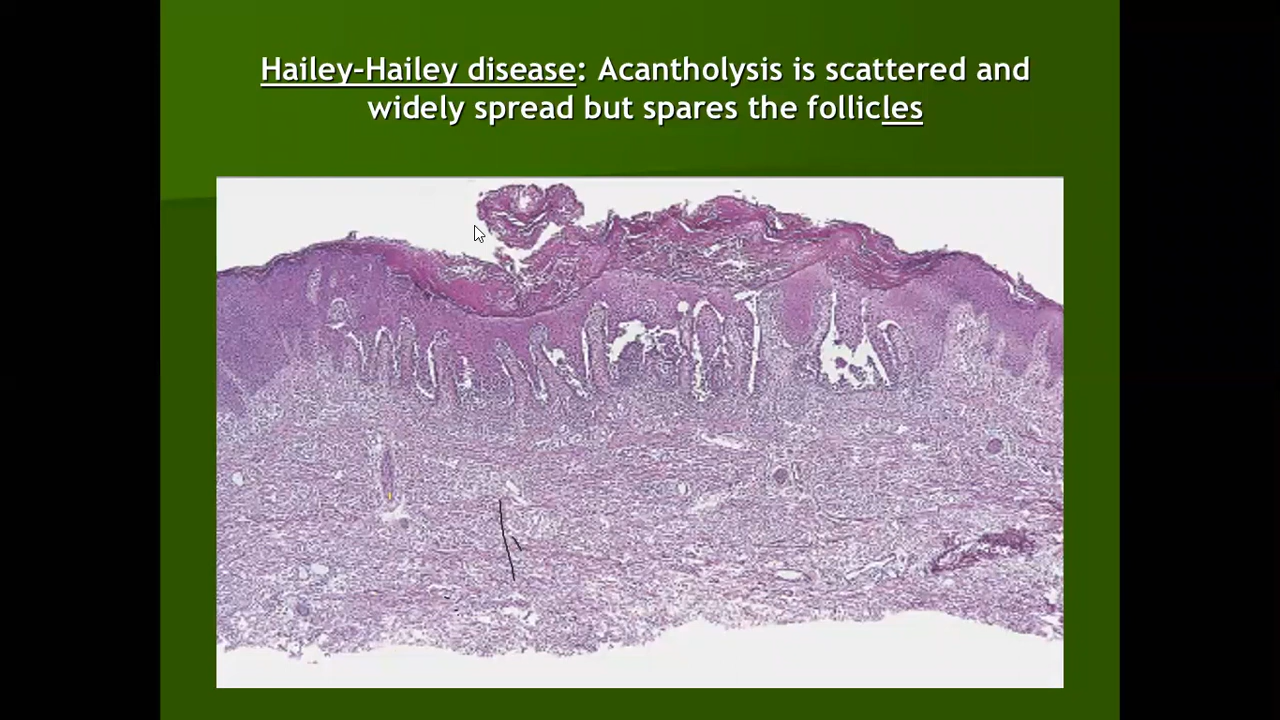 Hailey-Hailey disease: Acantholysis is scattered and
widely spread but spares the follicles